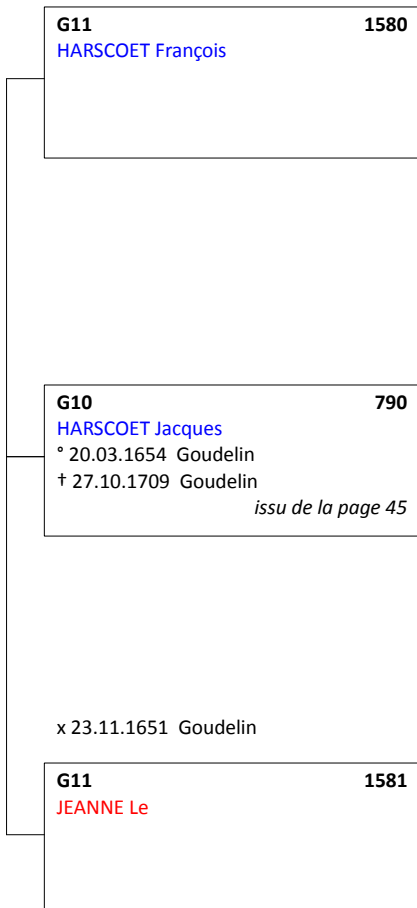 G11 1580
HARSCOET François
G10 790
HARSCOET Jacques
° 20.03.1654 Goudelin
† 27.10.1709 Goudelin
issu de la page 45
x 23.11.1651 Goudelin
G11 1581
JEANNE Le